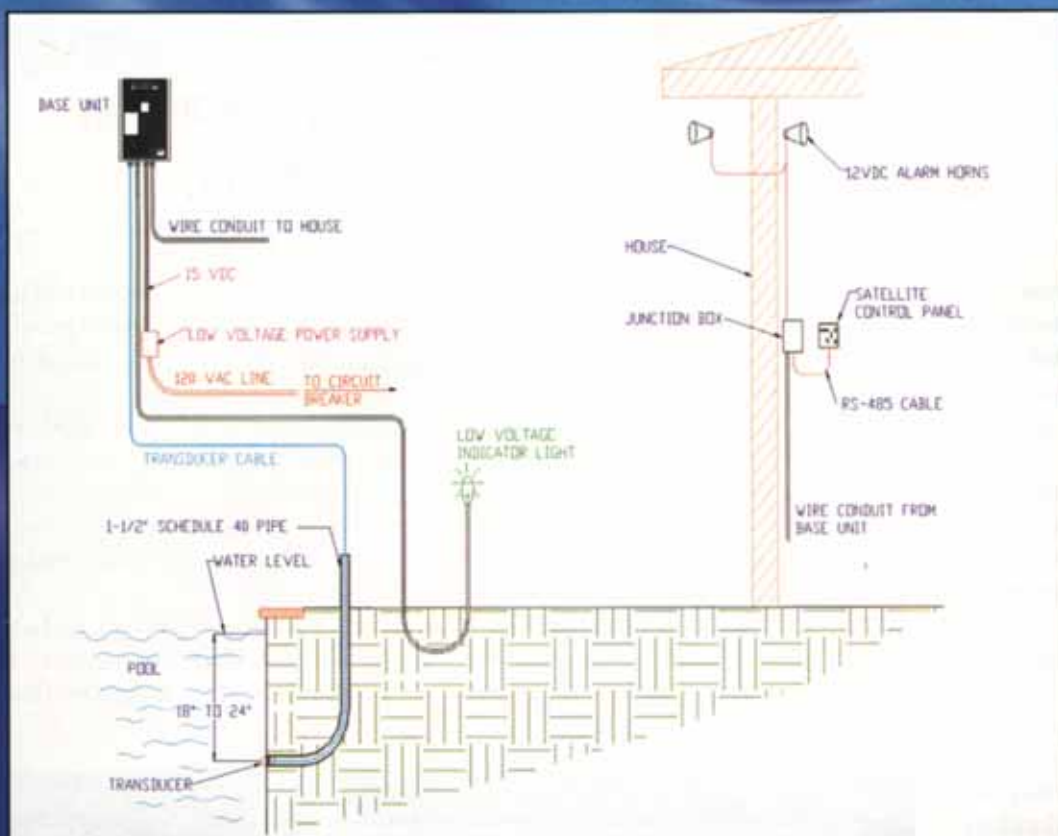 BASE UNIT
12VDC ALARM HORNS
WIRE CONDUIT TO HOUSE
HOUSE
15 VDC
SATELLITE
CONTROL PANEL
JUNCTION BOX
LOW VOLTAGE POWER SUPPLY
120 VAC LINE
TO CIRCUIT
BREAKER
RS-485 CABLE
LOW VOLTAGE
INDICATOR LIGHT
TRANSDUCER CABLE
WIRE CONDUIT FROM
BASE UNIT
1-1/2" SCHEDULE 40 PIPE
WATER LEVEL
POOL
18" TO 24"
TRANSDUCER